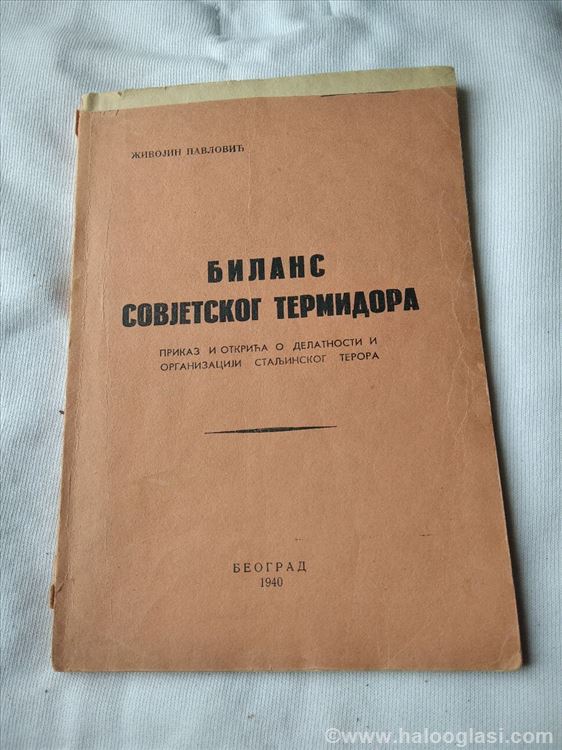 ЖИВОЈИН ПАВЛОВИЋ
БИЛАНС
СОВЈЕТСКОГ ТЕРМИДОРА
ПРИКАЗ И ОТКРИЋА О ДЕЛАТНОСТИ И
ОРГАНИЗАЦИЈИ СТАЉИНСКОГ ТЕРОРА
БЕОГРАД
1940
©www.halooglasi.com